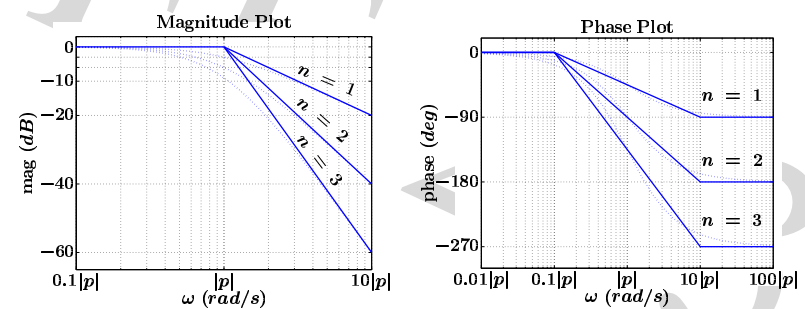 Magnitude Plot
0
−10
−20
−40
−60
mag (dB)
n = 1
n = 2
n = 3
0.1|p| |p| 10|p|
ω (rad/s)
Phase Plot
0
−90
−180
−270
phase (deg)
n = 1
n = 2
n = 3
0.01|p| 0.1|p| |p| 10|p| 100|p|
ω (rad/s)